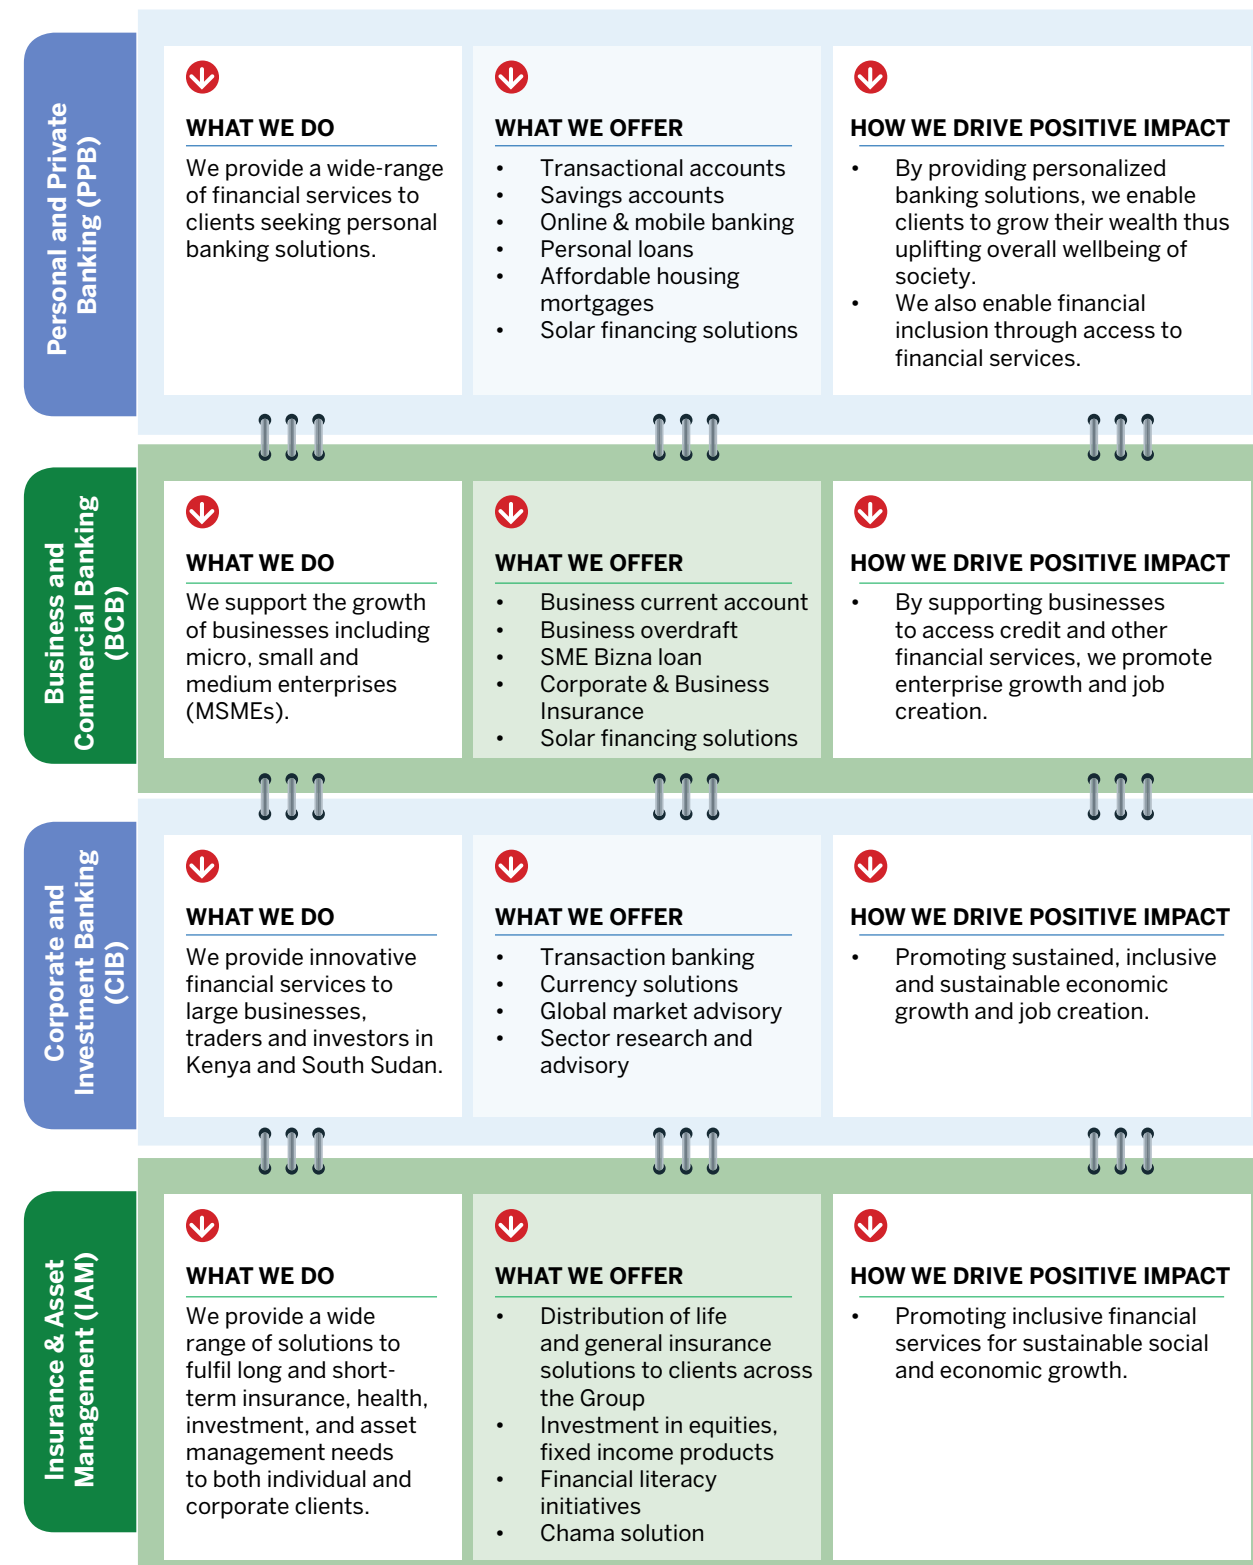 Personal and Private
Banking (PPB)
WHAT WE DO
We provide a wide-range
of financial services to
clients seeking personal
banking solutions.
WHAT WE OFFER
• Transactional accounts
• Savings accounts
• Online & mobile banking
• Personal loans
• Affordable housing
mortgages
• Solar financing solutions
HOW WE DRIVE POSITIVE IMPACT
• By providing personalized
banking solutions, we enable
clients to grow their wealth thus
uplifting overall wellbeing of
society.
• We also enable financial
inclusion through access to
financial services.
Business and
Commercial Banking
(BCB)
WHAT WE DO
We support the growth
of businesses including
micro, small and
medium enterprises
(MSMEs).
WHAT WE OFFER
• Business current account
• Business overdraft
• SME Bizna loan
• Corporate & Business
Insurance
• Solar financing solutions
HOW WE DRIVE POSITIVE IMPACT
• By supporting businesses
to access credit and other
financial services, we promote
enterprise growth and job
creation.
Corporate and
Investment Banking
(CIB)
WHAT WE DO
We provide innovative
financial services to
large businesses,
traders and investors in
Kenya and South Sudan.
WHAT WE OFFER
• Transaction banking
• Currency solutions
• Global market advisory
• Sector research and
advisory
HOW WE DRIVE POSITIVE IMPACT
• Promoting sustained, inclusive
and sustainable economic
growth and job creation.
Insurance & Asset
Management (IAM)
WHAT WE DO
We provide a wide
range of solutions to
fulfil long and short-
term insurance, health,
investment, and asset
management needs
to both individual and
corporate clients.
WHAT WE OFFER
• Distribution of life
and general insurance
solutions to clients across
the Group
• Investment in equities,
fixed income products
• Financial literacy
initiatives
• Chama solution
HOW WE DRIVE POSITIVE IMPACT
• Promoting inclusive financial
services for sustainable social
and economic growth.